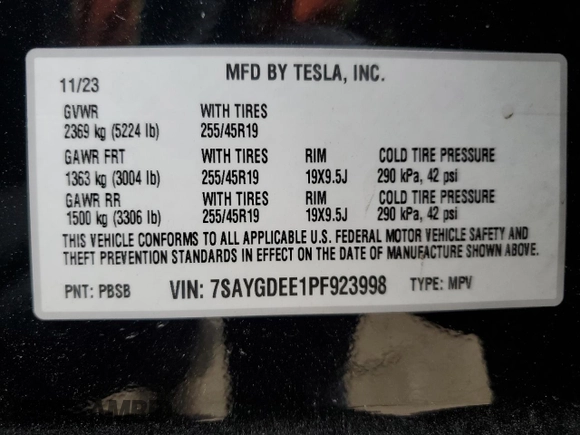 MFD BY TESLA, INC.
11/23
GVWR WITH TIRES
2369 kg (5224 lb) 255/45R19
GAWR FRT WITH TIRES RIM COLD TIRE PRESSURE
1363 kg (3004 lb) 255/45R19 19X9.5J 290 kPa, 42 psi
GAWR RR WITH TIRES RIM COLD TIRE PRESSURE
1500 kg (3306 lb) 255/45R19 19X9.5J 290 kPa, 42 psi
THIS VEHICLE CONFORMS TO ALL APPLICABLE U.S. FEDERAL MOTOR VEHICLE SAFETY AND
THEFT PREVENTION STANDARDS IN EFFECT ON THE DATE OF MANUFACTURE SHOWN ABOVE.
PNT: PBSB VIN: 7SAYGDEE1PF923998 TYPE: MPV